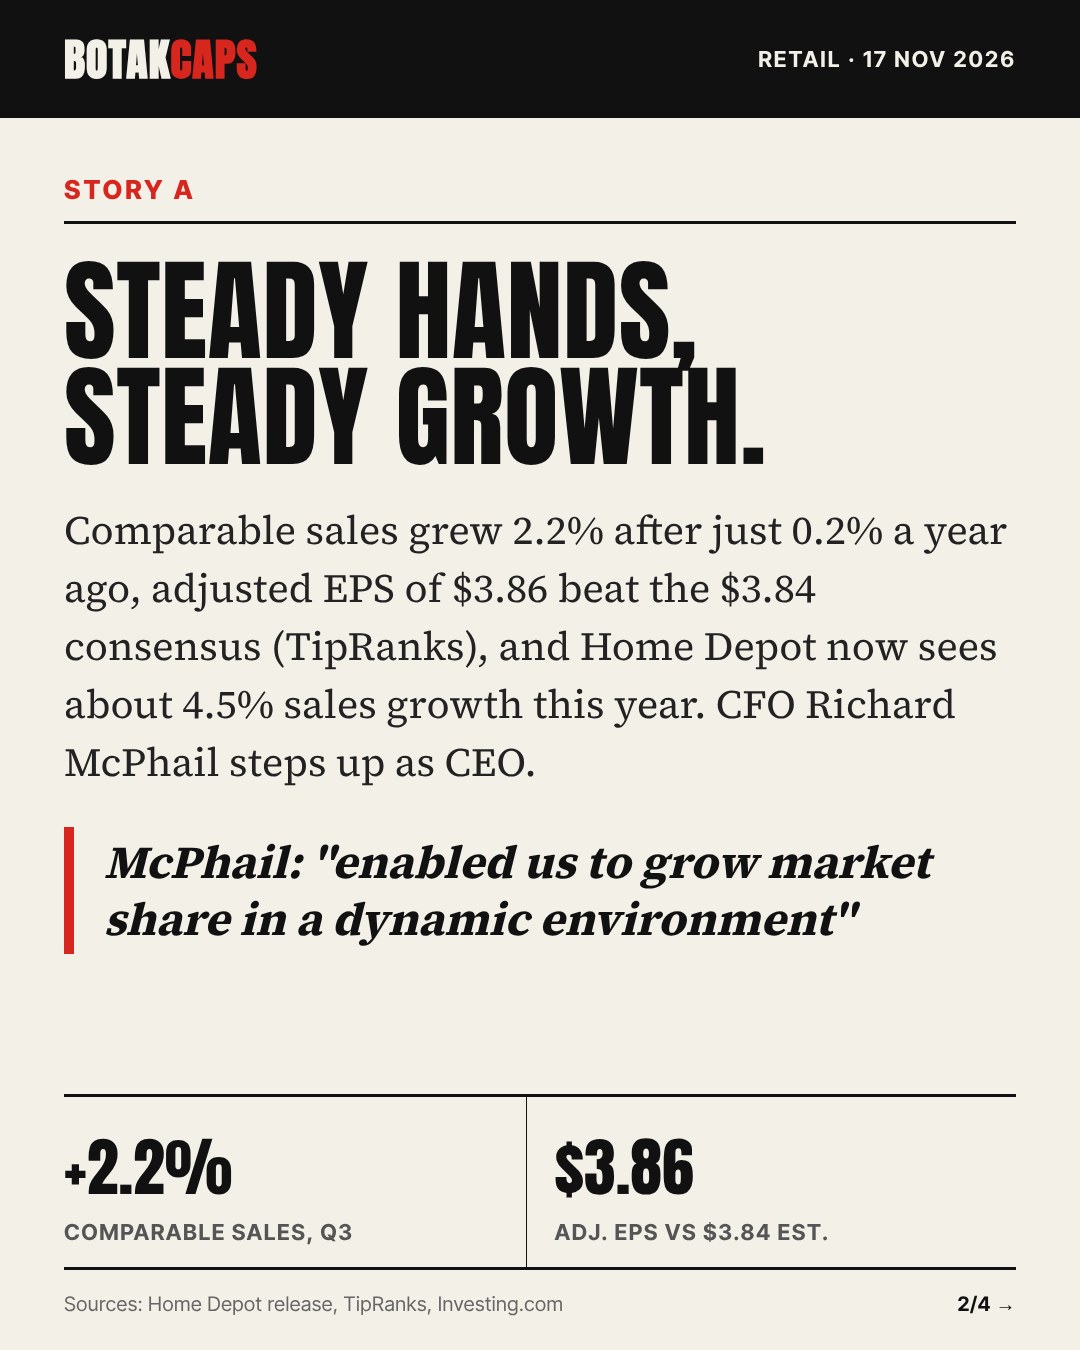 BOTAKCAPS
RETAIL · 17 NOV 2026
STORY A
STEADY HANDS,
STEADY GROWTH.
Comparable sales grew 2.2% after just 0.2% a year
ago, adjusted EPS of $3.86 beat the $3.84
consensus (TipRanks), and Home Depot now sees
about 4.5% sales growth this year. CFO Richard
McPhail steps up as CEO.
McPhail: "enabled us to grow market
share in a dynamic environment"
+2.2%
COMPARABLE SALES, Q3
$3.86
ADJ. EPS VS $3.84 EST.
Sources: Home Depot release, TipRanks, Investing.com
2/4 →